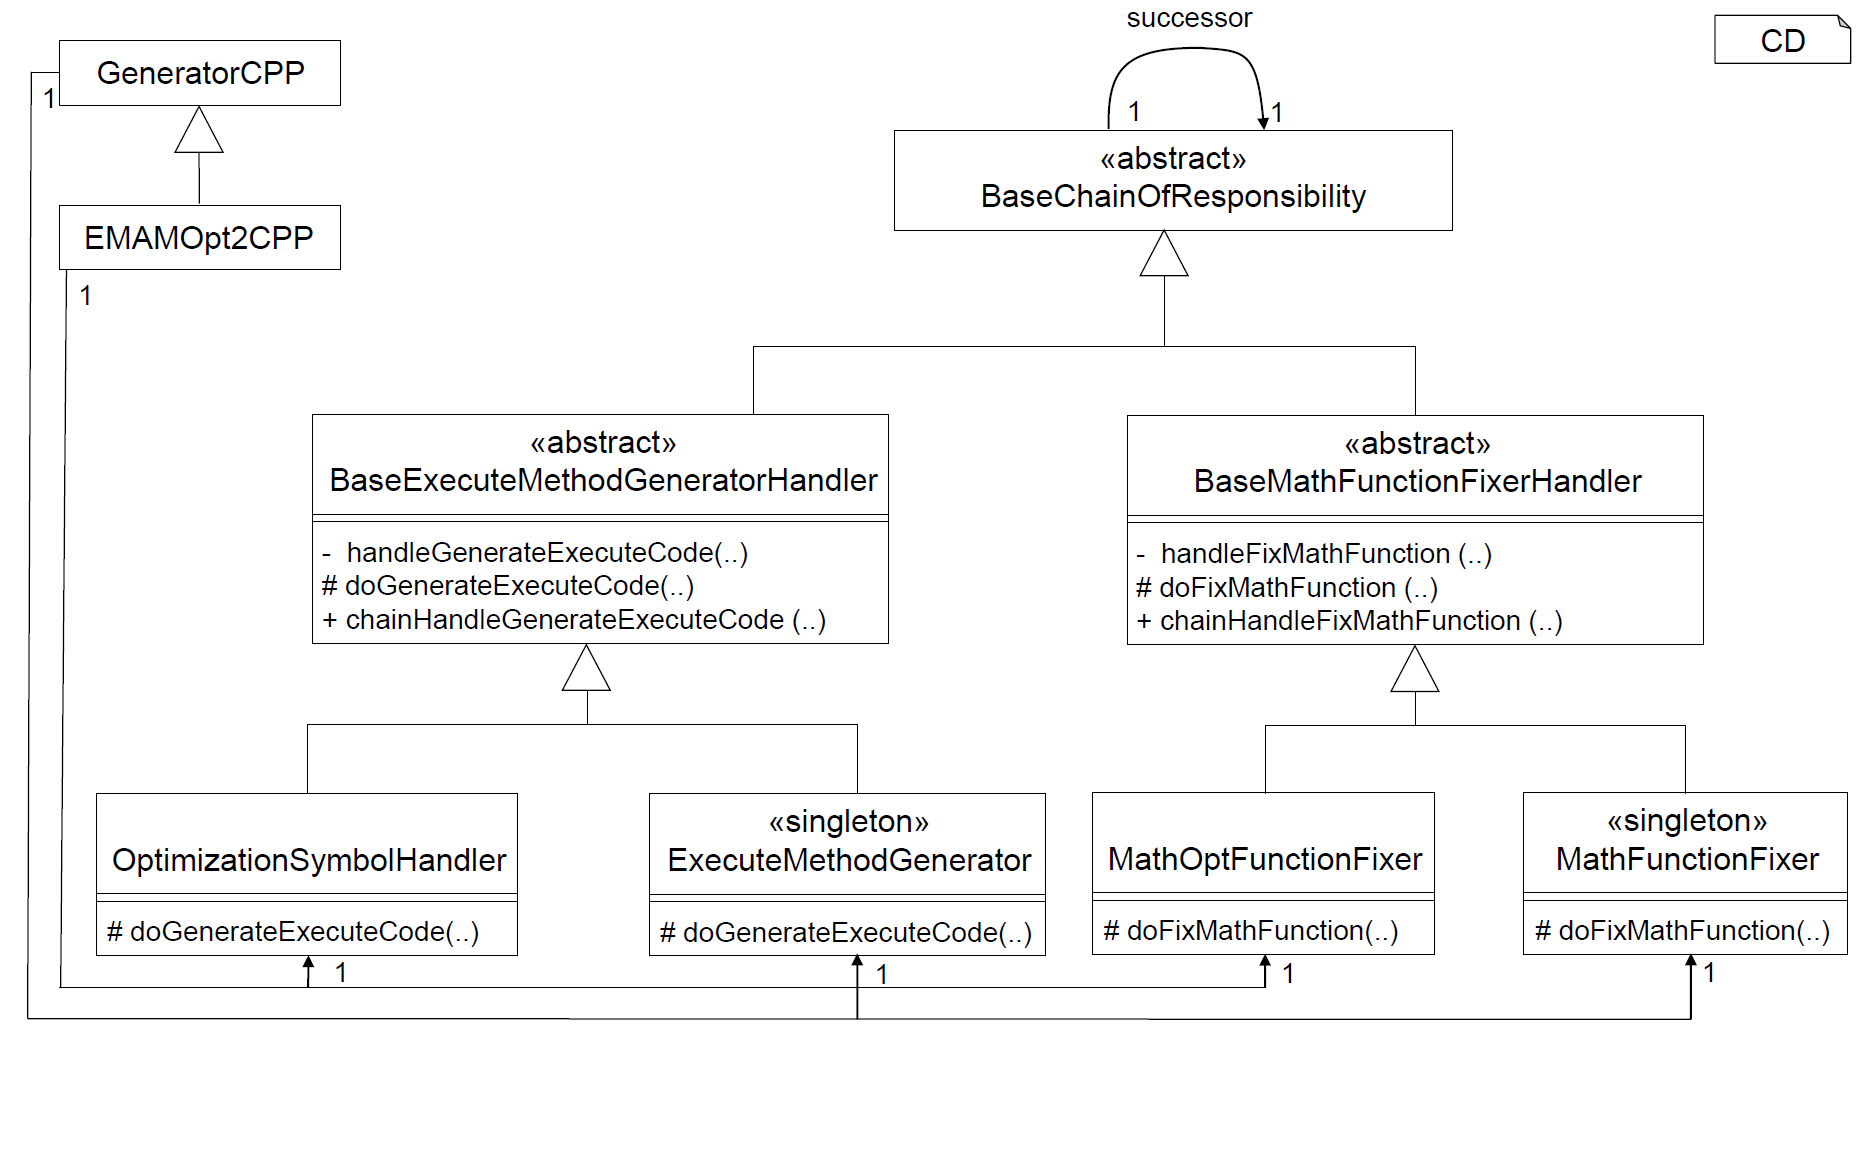 successor
CD
GeneratorCPP
1
1
1
«abstract»
BaseChainOfResponsibility
EMAMOpt2CPP
1
«abstract»
BaseExecuteMethodGeneratorHandler
- handleGenerateExecuteCode(..)
# doGenerateExecuteCode(..)
+ chainHandleGenerateExecuteCode (..)
«abstract»
BaseMathFunctionFixerHandler
- handleFixMathFunction (..)
# doFixMathFunction (..)
+ chainHandleFixMathFunction (..)
OptimizationSymbolHandler
# doGenerateExecuteCode(..)
1
«singleton»
ExecuteMethodGenerator
# doGenerateExecuteCode(..)
1
MathOptFunctionFixer
# doFixMathFunction(..)
1
«singleton»
MathFunctionFixer
# doFixMathFunction(..)
1